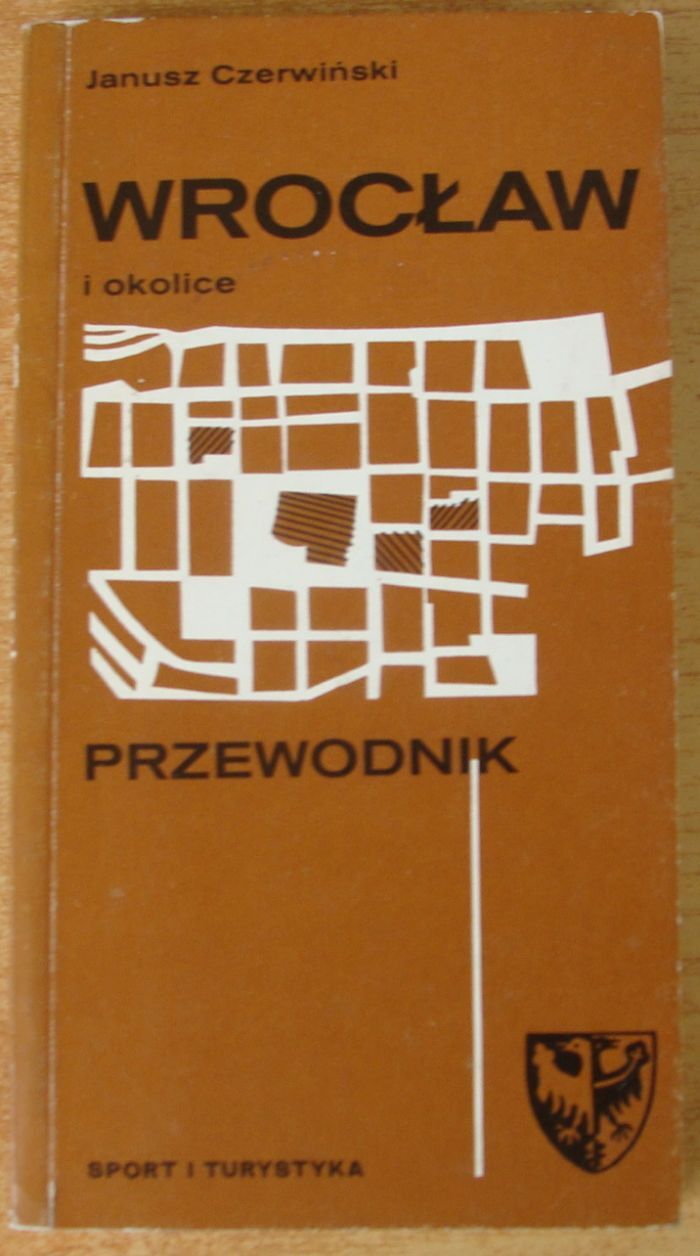 Janusz Czerwiński
WROCŁAW
i okolice
PRZEWODNIK
SPORT I TURYSTYKA